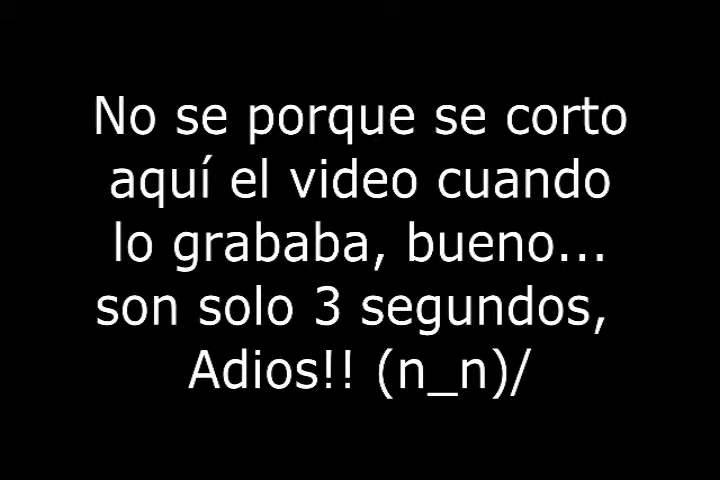 No se porque se corto
aquí el video cuando
lo grababa, bueno...
son solo 3 segundos,
Adios!! (n_n)/